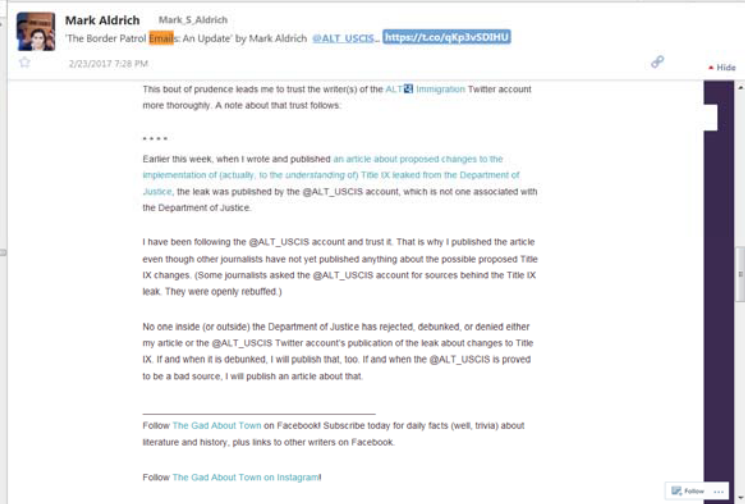 Mark Aldrich Mark_S_Aldrich
'The Border Patrol Emails: An Update' by Mark Aldrich @ALT_USCIS… https://t.co/qKp3vSDIHU
2/23/2017 7:28 PM
Hide
This bout of prudence leads me to trust the writer(s) of the ALT Immigration Twitter account
more thoroughly. A note about that trust follows:
* * * *
Earlier this week, when I wrote and published an article about proposed changes to the
implementation of (actually, to the understanding of) Title IX leaked from the Department of
Justice, the leak was published by the @ALT_USCIS account, which is not one associated with
the Department of Justice.
I have been following the @ALT_USCIS account and trust it. That is why I published the article
even though other journalists have not yet published anything about the possible proposed Title
IX changes. (Some journalists asked the @ALT_USCIS account for sources behind the Title IX
leak. They were openly rebuffed.)
No one inside (or outside) the Department of Justice has rejected, debunked, or denied either
my article or the @ALT_USCIS Twitter account's publication of the leak about changes to Title
IX. If and when it is debunked, I will publish that, too. If and when the @ALT_USCIS is proved
to be a bad source, I will publish an article about that.
Follow The Gad About Town on Facebook! Subscribe today for daily facts (well, trivia) about
literature and history, plus links to other writers on Facebook.
Follow The Gad About Town on Instagram!
Follow ...